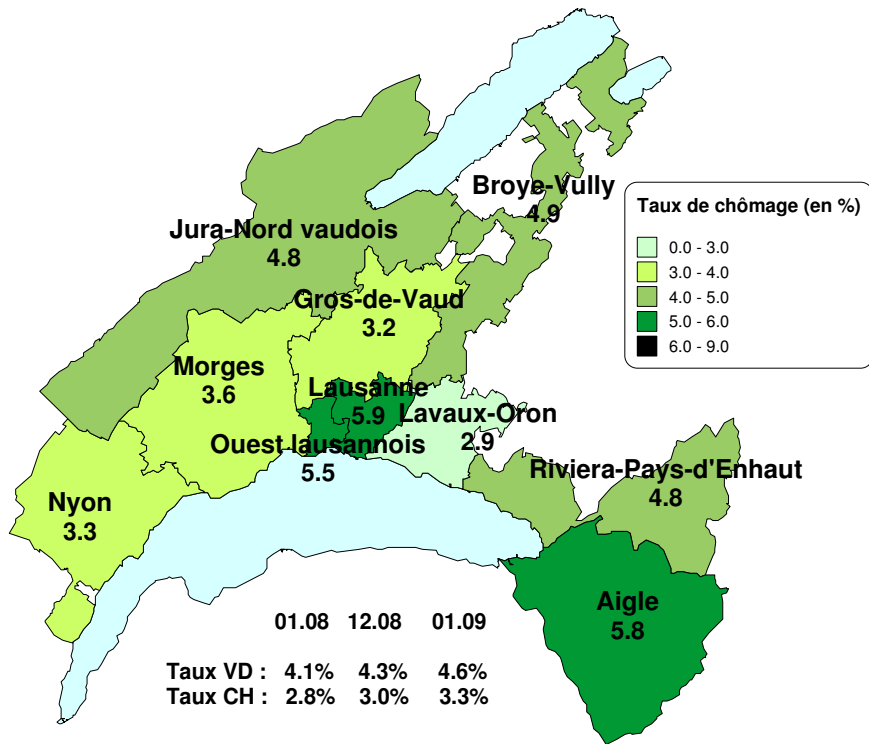 Broye-Vully
4.9
Jura-Nord vaudois
4.8
Gros-de-Vaud
3.2
Morges
3.6
Lausanne
5.9
Lavaux-Oron
2.9
Ouest lausannois
5.5
Riviera-Pays-d'Enhaut
4.8
Nyon
3.3
Aigle
5.8
Taux de chômage (en %)
0.0 - 3.0
3.0 - 4.0
4.0 - 5.0
5.0 - 6.0
6.0 - 9.0
01.08 12.08 01.09
Taux VD : 4.1% 4.3% 4.6%
Taux CH : 2.8% 3.0% 3.3%